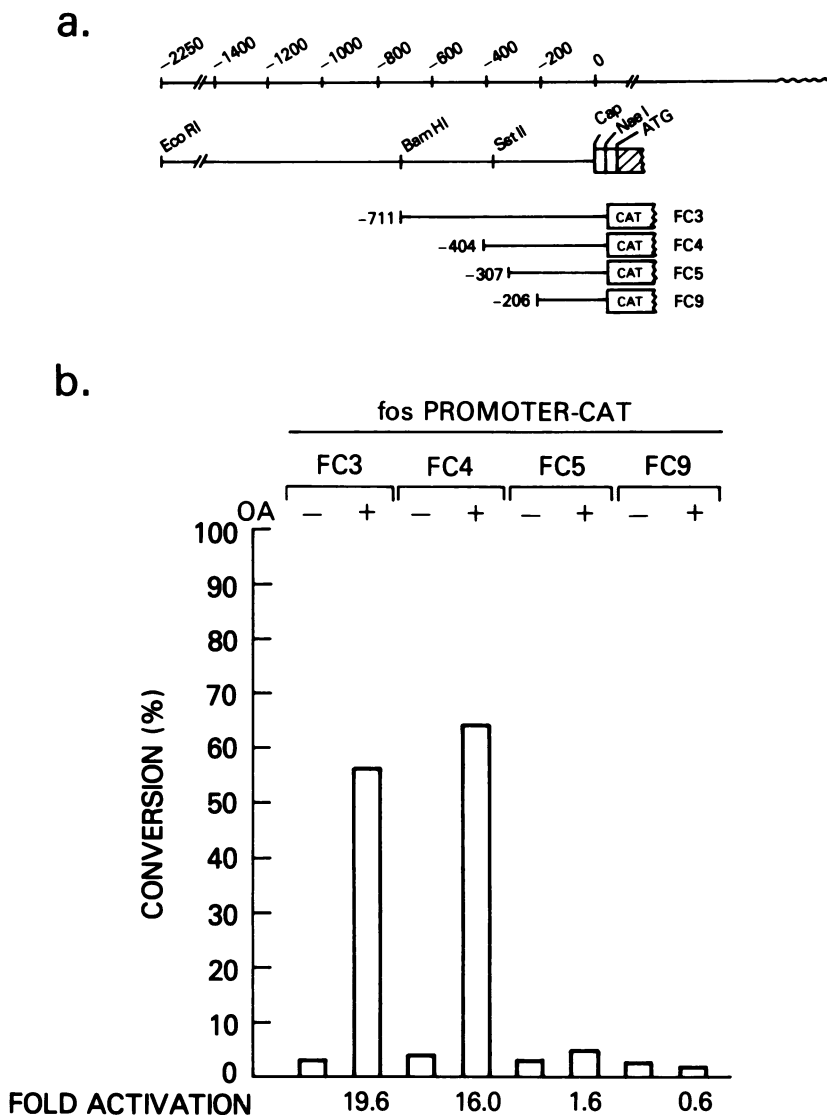 a.
-2250 -1400 -1200 -1000 -800 -600 -400 -200 0
Eco RI Bam HI Sst II Cap Nae I ATG
-711 CAT FC3
-404 CAT FC4
-307 CAT FC5
-206 CAT FC9
b.
fos PROMOTER-CAT
FC3 FC4 FC5 FC9
OA – + – + – + – +
100
90
80
70
60
50
40
30
20
10
0
CONVERSION (%)
FOLD ACTIVATION 19.6 16.0 1.6 0.6